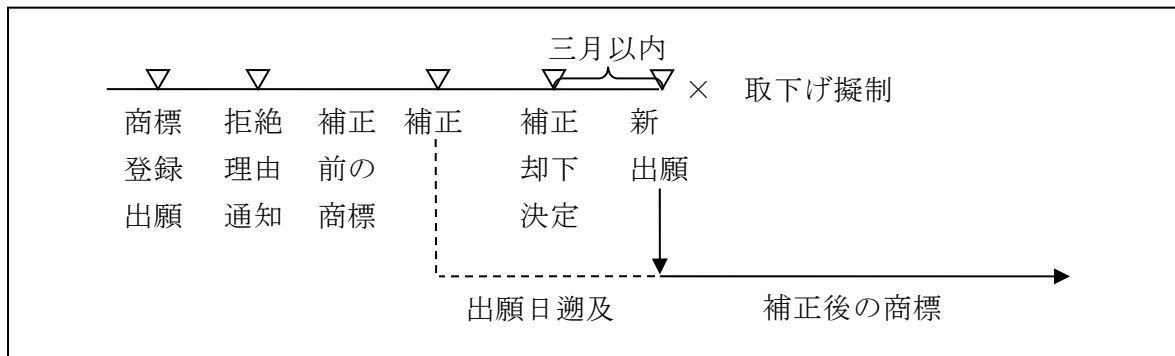 三月以内
× 取下げ擬制
商標 拒絶 補正 補正 補正 新
登録 理由 前の 却下 出願
出願 通知 商標 決定
出願日遡及 補正後の商標